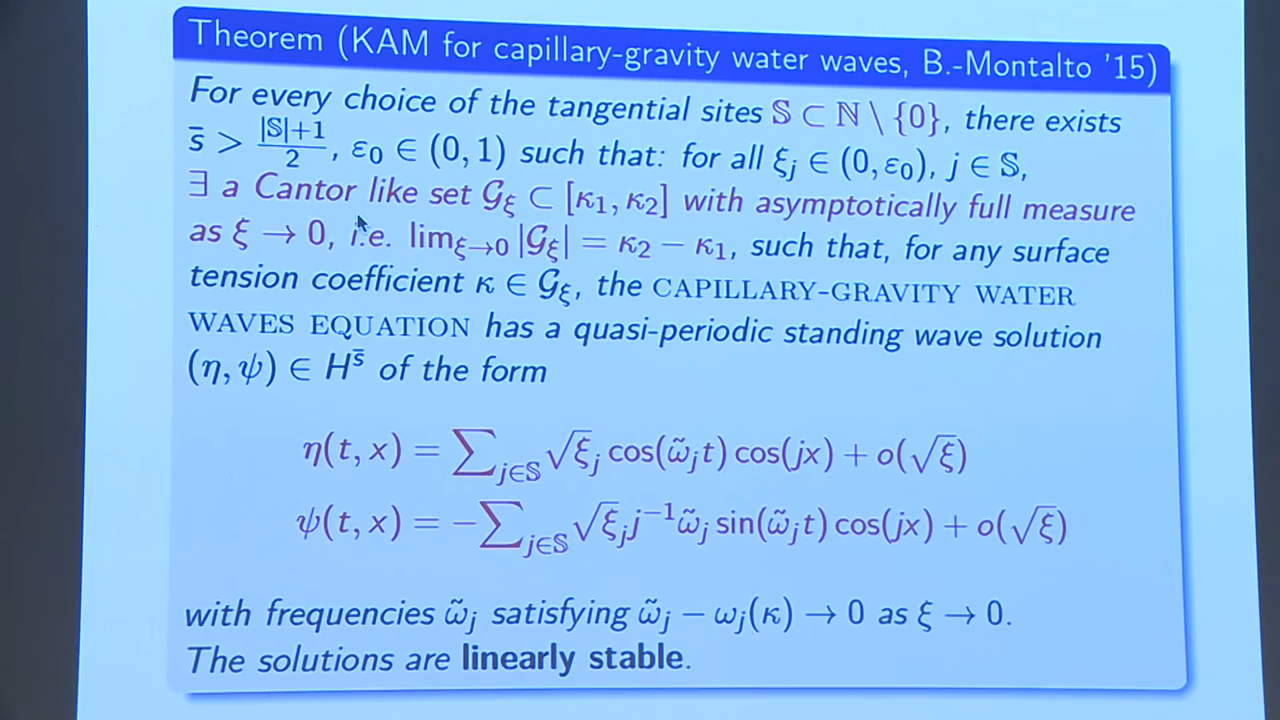 Theorem (KAM for capillary-gravity water waves, B.-Montalto '15)
For every choice of the tangential sites 𝕊 ⊂ ℕ \ {0}, there exists
s̄ > (|𝕊|+1)/2, ε₀ ∈ (0, 1) such that: for all ξⱼ ∈ (0, ε₀), j ∈ 𝕊,
∃ a Cantor like set 𝒢_ξ ⊂ [κ₁, κ₂] with asymptotically full measure
as ξ → 0, i.e. lim_{ξ→0} |𝒢_ξ| = κ₂ − κ₁, such that, for any surface
tension coefficient κ ∈ 𝒢_ξ, the CAPILLARY-GRAVITY WATER
WAVES EQUATION has a quasi-periodic standing wave solution
(η, ψ) ∈ H^s̄ of the form
η(t, x) = ∑_{j∈𝕊} √ξⱼ cos(ω̃ⱼt) cos(jx) + o(√ξ)
ψ(t, x) = −∑_{j∈𝕊} √ξⱼ j⁻¹ω̃ⱼ sin(ω̃ⱼt) cos(jx) + o(√ξ)
with frequencies ω̃ⱼ satisfying ω̃ⱼ − ωⱼ(κ) → 0 as ξ → 0.
The solutions are linearly stable.